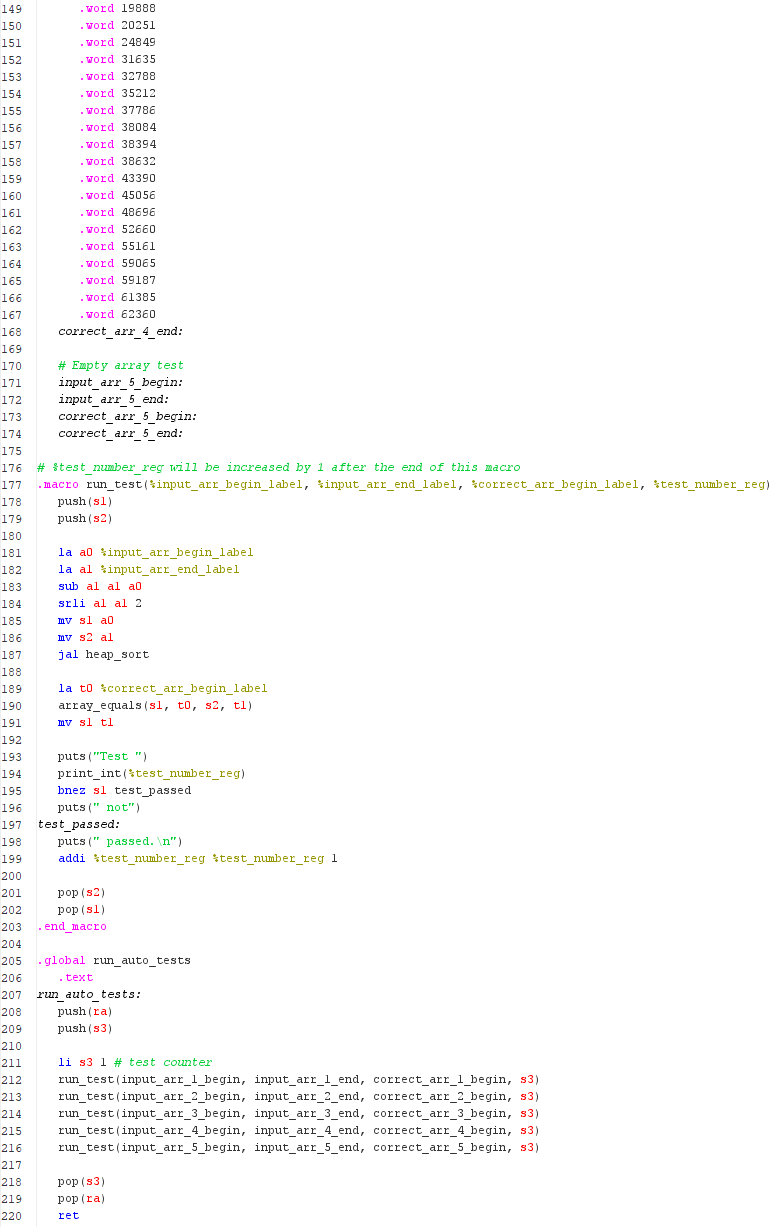 149 .word 19888
150 .word 20251
151 .word 24849
152 .word 31635
153 .word 32788
154 .word 35212
155 .word 37786
156 .word 38084
157 .word 38394
158 .word 38632
159 .word 43390
160 .word 45056
161 .word 48696
162 .word 52660
163 .word 55161
164 .word 59065
165 .word 59187
166 .word 61385
167 .word 62360
168 correct_arr_4_end:
169
170 # Empty array test
171 input_arr_5_begin:
172 input_arr_5_end:
173 correct_arr_5_begin:
174 correct_arr_5_end:
175
176 # %test_number_reg will be increased by 1 after the end of this macro
177 .macro run_test(%input_arr_begin_label, %input_arr_end_label, %correct_arr_begin_label, %test_number_reg)
178 push(s1)
179 push(s2)
180
181 la a0 %input_arr_begin_label
182 la a1 %input_arr_end_label
183 sub a1 a1 a0
184 srli a1 a1 2
185 mv s1 a0
186 mv s2 a1
187 jal heap_sort
188
189 la t0 %correct_arr_begin_label
190 array_equals(s1, t0, s2, t1)
191 mv s1 t1
192
193 puts("Test ")
194 print_int(%test_number_reg)
195 bnez s1 test_passed
196 puts(" not")
197 test_passed:
198 puts(" passed.\n")
199 addi %test_number_reg %test_number_reg 1
200
201 pop(s2)
202 pop(s1)
203 .end_macro
204
205 .global run_auto_tests
206 .text
207 run_auto_tests:
208 push(ra)
209 push(s3)
210
211 li s3 1 # test counter
212 run_test(input_arr_1_begin, input_arr_1_end, correct_arr_1_begin, s3)
213 run_test(input_arr_2_begin, input_arr_2_end, correct_arr_2_begin, s3)
214 run_test(input_arr_3_begin, input_arr_3_end, correct_arr_3_begin, s3)
215 run_test(input_arr_4_begin, input_arr_4_end, correct_arr_4_begin, s3)
216 run_test(input_arr_5_begin, input_arr_5_end, correct_arr_5_begin, s3)
217
218 pop(s3)
219 pop(ra)
220 ret